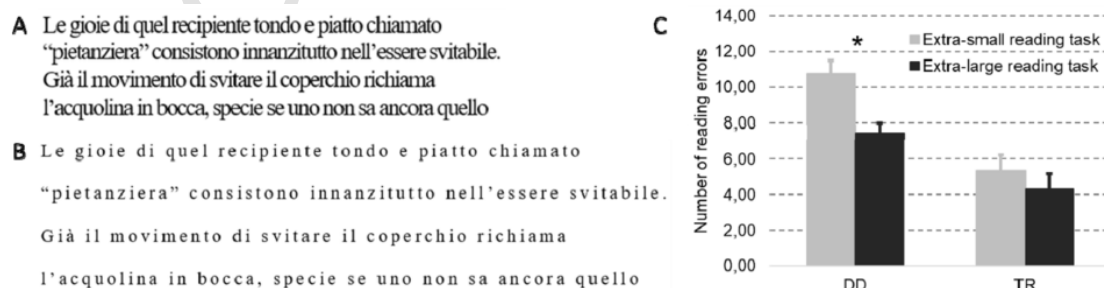 A Le gioie di quel recipiente tondo e piatto chiamato
“pietanziera” consistono innanzitutto nell’essere svitabile.
Già il movimento di svitare il coperchio richiama
l’acquolina in bocca, specie se uno non sa ancora quello
B Le gioie di quel recipiente tondo e piatto chiamato
“pietanziera” consistono innanzitutto nell’essere svitabile.
Già il movimento di svitare il coperchio richiama
l’acquolina in bocca, specie se uno non sa ancora quello
C
Number of reading errors
14,00
12,00
10,00
8,00
6,00
4,00
2,00
0,00
*
Extra-small reading task
Extra-large reading task
DD
TR